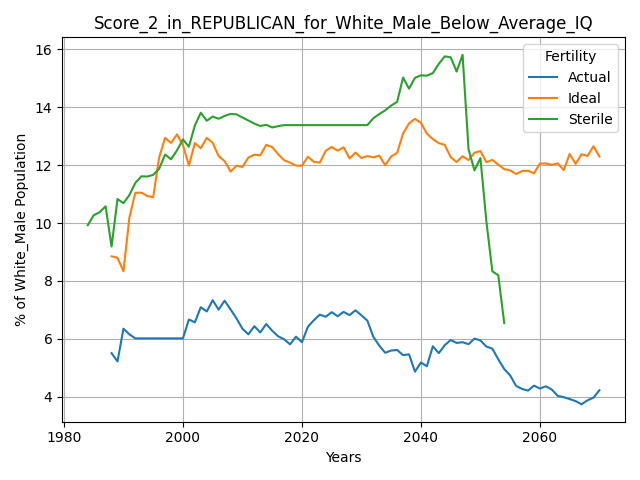 Score_2_in_REPUBLICAN_for_White_Male_Below_Average_IQ
Fertility
Actual
Ideal
Sterile
% of White_Male Population
16
14
12
10
8
6
4
1980 2000 2020 2040 2060
Years